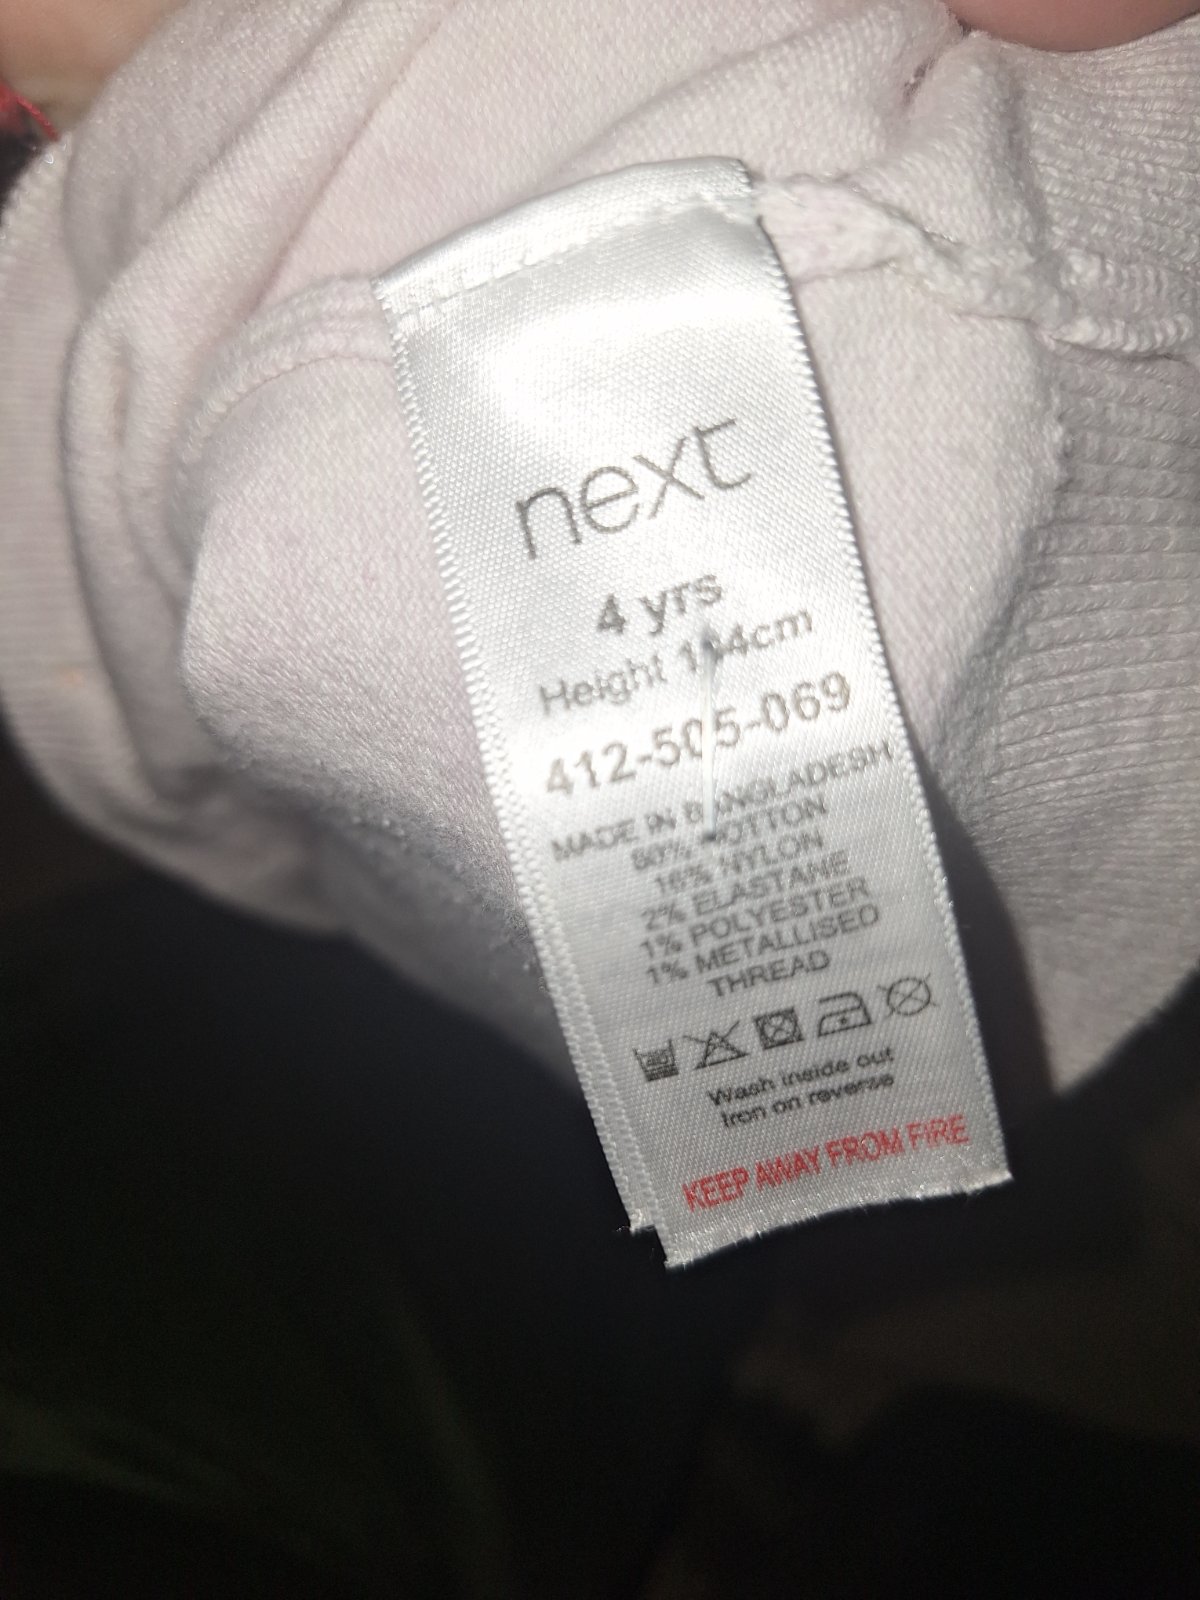 next
4 yrs
Height 104cm
412-505-069
MADE IN BANGLADESH
80% COTTON
16% NYLON
2% ELASTANE
1% POLYESTER
1% METALLISED
THREAD
Wash inside out
Iron on reverse
KEEP AWAY FROM FIRE